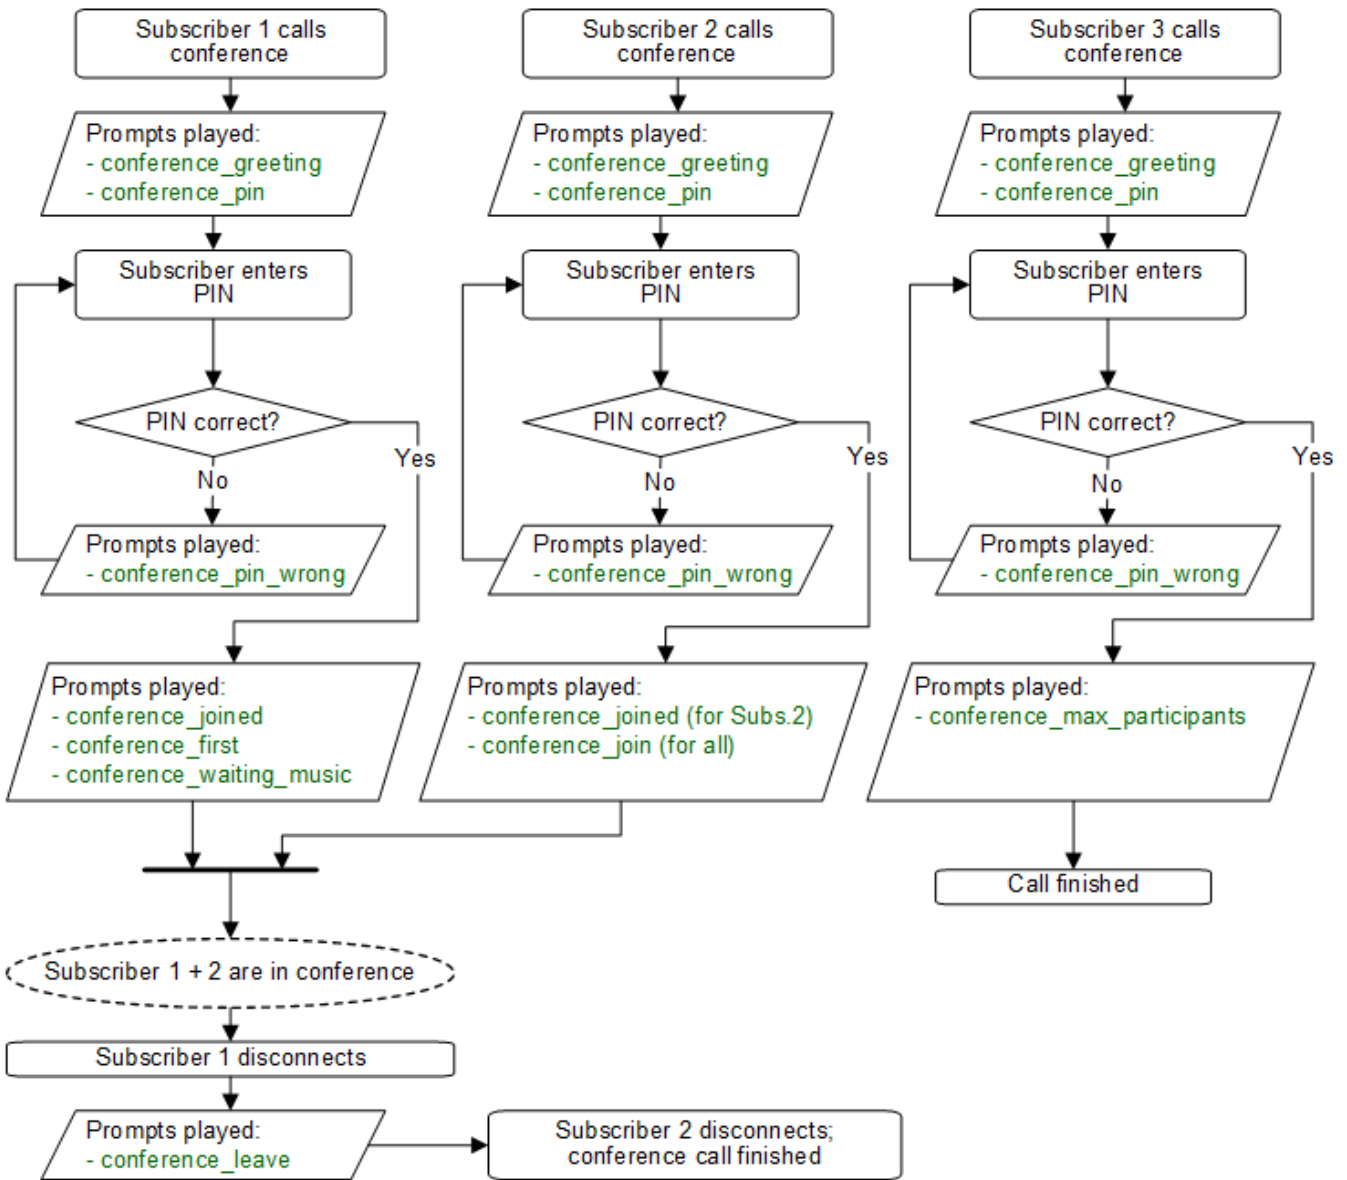 Subscriber 1 calls
conference
Prompts played:
- conference_greeting
- conference_pin
Subscriber enters
PIN
PIN correct?
Yes
No
Prompts played:
- conference_pin_wrong
Prompts played:
- conference_joined
- conference_first
- conference_waiting_music
Subscriber 2 calls
conference
Prompts played:
- conference_greeting
- conference_pin
Subscriber enters
PIN
PIN correct?
Yes
No
Prompts played:
- conference_pin_wrong
Prompts played:
- conference_joined (for Subs.2)
- conference_join (for all)
Subscriber 3 calls
conference
Prompts played:
- conference_greeting
- conference_pin
Subscriber enters
PIN
PIN correct?
Yes
No
Prompts played:
- conference_pin_wrong
Prompts played:
- conference_max_participants
Call finished
Subscriber 1 + 2 are in conference
Subscriber 1 disconnects
Prompts played:
- conference_leave
Subscriber 2 disconnects;
conference call finished